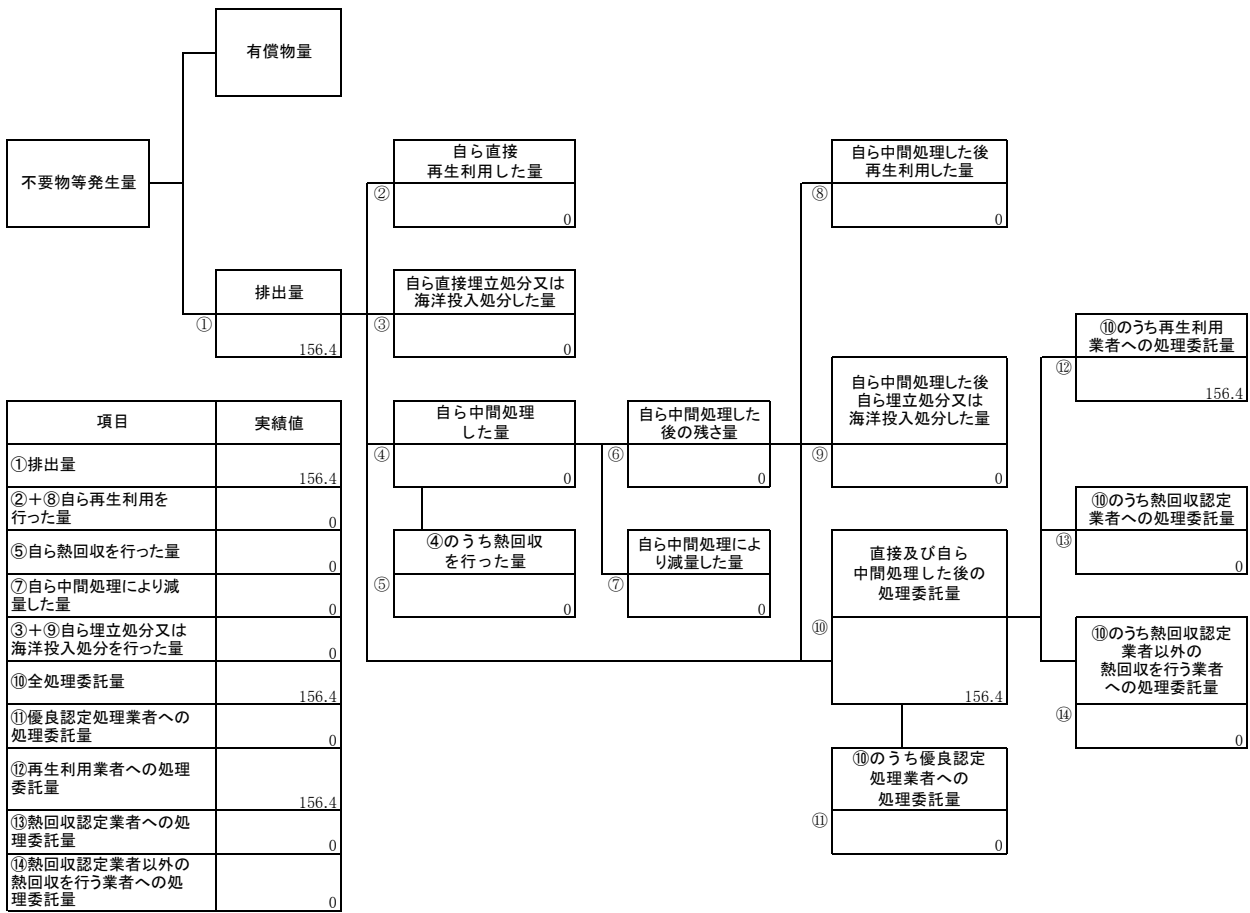 有償物量
不要物等発生量
排出量
①
156.4
自ら直接
再生利用した量
②
0
自ら直接埋立処分又は
海洋投入処分した量
③
0
自ら中間処理
した量
④
0
④のうち熱回収
を行った量
⑤
0
自ら中間処理した
後の残さ量
⑥
0
自ら中間処理によ
り減量した量
⑦
0
自ら中間処理した後
再生利用した量
⑧
0
自ら中間処理した後
自ら埋立処分又は
海洋投入処分した量
⑨
0
直接及び自ら
中間処理した後の
処理委託量
⑩
156.4
⑩のうち優良認定
処理業者への
処理委託量
⑪
0
⑩のうち再生利用
業者への処理委託量
⑫
156.4
⑩のうち熱回収認定
業者への処理委託量
⑬
0
⑩のうち熱回収認定
業者以外の
熱回収を行う業者
への処理委託量
⑭
0
項目 実績値
①排出量
156.4
②+⑧自ら再生利用を
行った量
0
⑤自ら熱回収を行った量
0
⑦自ら中間処理により減
量した量
0
③+⑨自ら埋立処分又は
海洋投入処分を行った量
0
⑩全処理委託量
156.4
⑪優良認定処理業者への
処理委託量
0
⑫再生利用業者への処理
委託量
156.4
⑬熱回収認定業者への処
理委託量
0
⑭熱回収認定業者以外の
熱回収を行う業者への処
理委託量
0